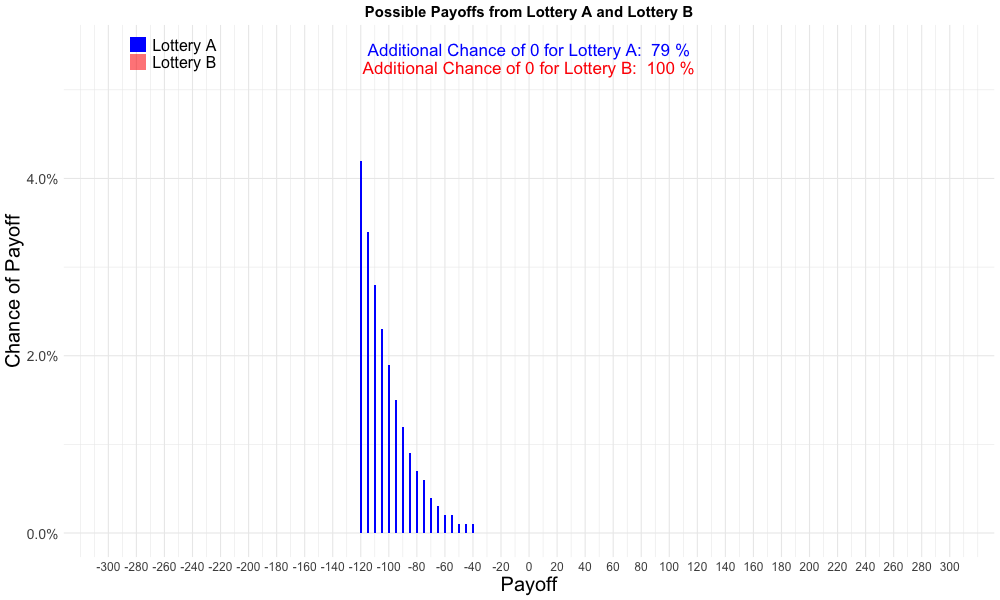 Possible Payoffs from Lottery A and Lottery B
Lottery A
Lottery B
Additional Chance of 0 for Lottery A:  79 %
Additional Chance of 0 for Lottery B:  100 %
Chance of Payoff
4.0%
2.0%
0.0%
-300 -280 -260 -240 -220 -200 -180 -160 -140 -120 -100 -80 -60 -40 -20 0 20 40 60 80 100 120 140 160 180 200 220 240 260 280 300
Payoff